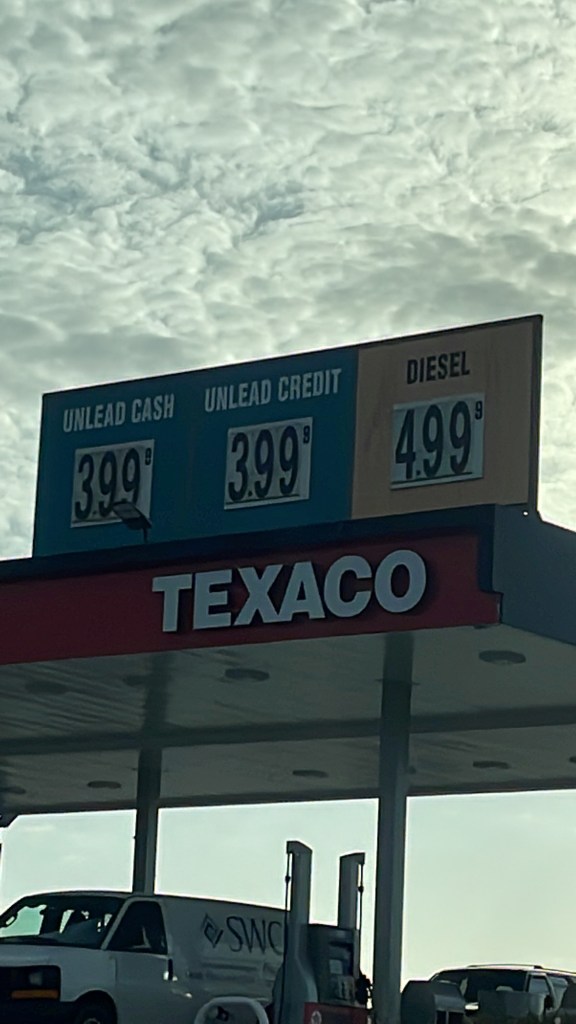 UNLEAD CASH
3.99 9
UNLEAD CREDIT
3.99 9
DIESEL
4.99 9
TEXACO
SWC